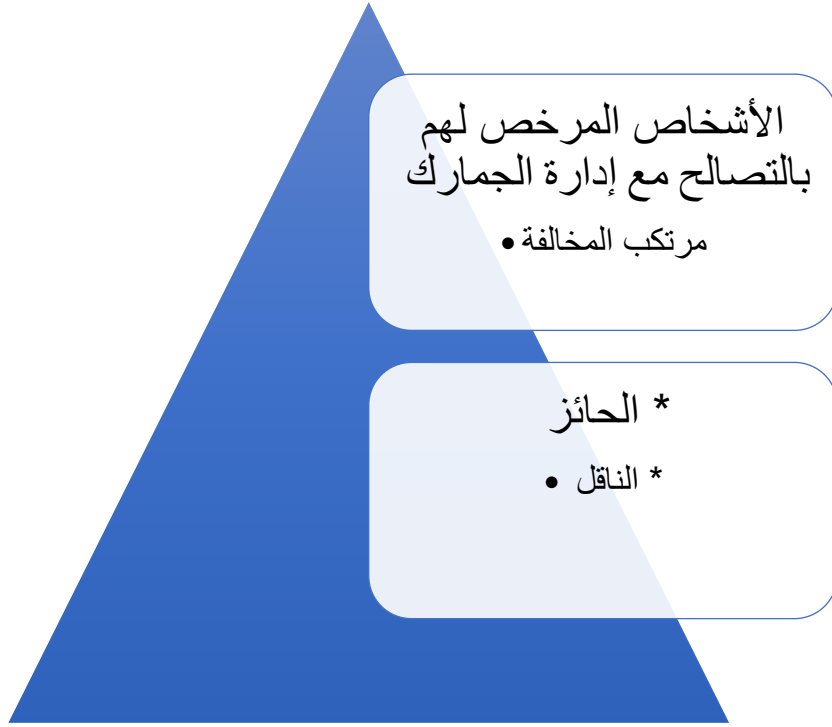 الأشخاص المرخص لهم
بالتصالح مع إدارة الجمارك
مرتكب المخالفة •
* الحائز
* الناقل •